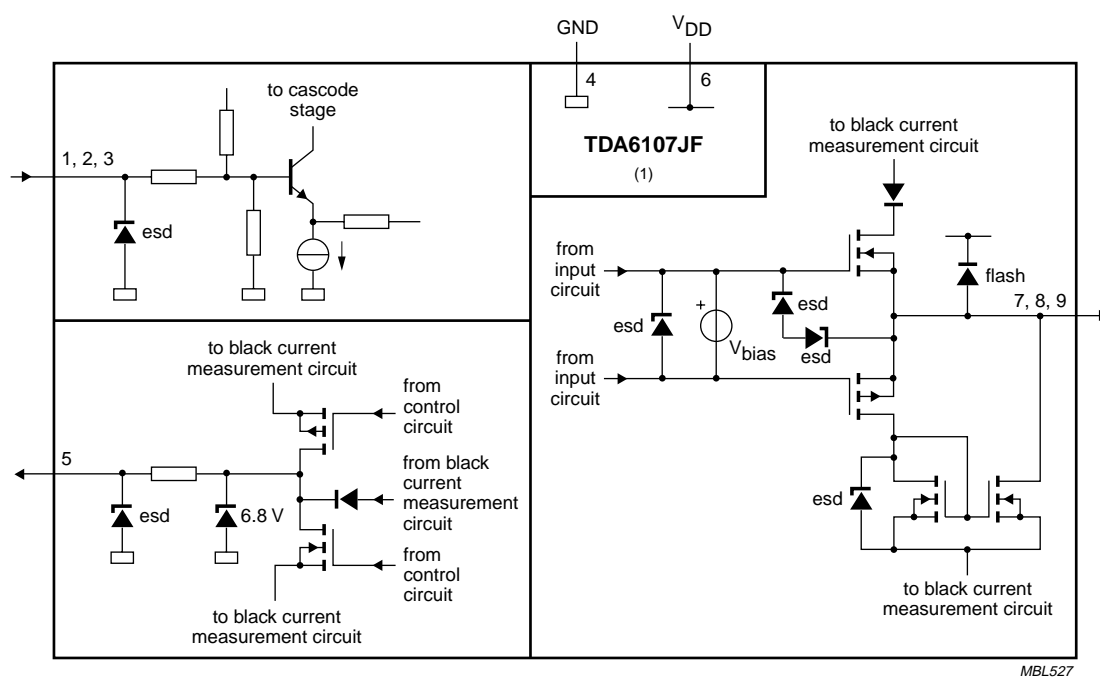 GND
VDD
4
6
TDA6107JF
(1)
to cascode
stage
1, 2, 3
esd
to black current
measurement circuit
from
input
circuit
esd
+
Vbias
esd
esd
flash
7, 8, 9
from
input
circuit
esd
to black current
measurement circuit
to black current
measurement circuit
from
control
circuit
5
from black
current
measurement
circuit
esd
6.8 V
from
control
circuit
to black current
measurement circuit
MBL527